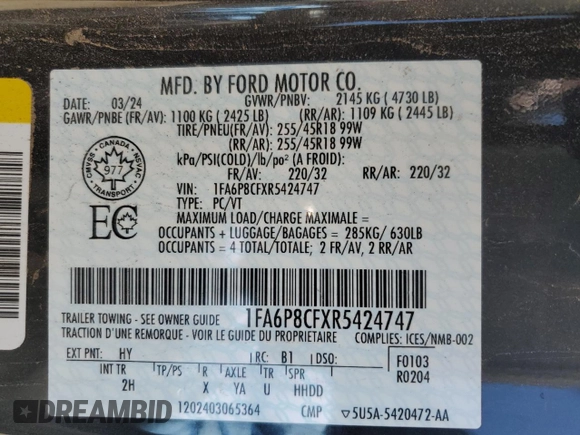 MFD. BY FORD MOTOR CO.
DATE: 03/24 GVWR/PNBV: 2145 KG ( 4730 LB)
GAWR/PNBE (FR/AV): 1100 KG ( 2425 LB) (RR/AR): 1109 KG ( 2445 LB)
TIRE/PNEU(FR/AV): 255/45R18 99W
(RR/AR): 255/45R18 99W
kPa/PSI(COLD)/lb/po² (A FROID):
FR/AV: 220/32 RR/AR: 220/32
VIN: 1FA6P8CFXR5424747
TYPE: PC/VT
MAXIMUM LOAD/CHARGE MAXIMALE =
OCCUPANTS + LUGGAGE/BAGAGES = 285KG/ 630LB
OCCUPANTS = 4 TOTAL/TOTALE; 2 FR/AV, 2 RR/AR
CANADA
NSVAC
977
TRANSPORT
SBANC
EC
TRAILER TOWING - SEE OWNER GUIDE 1FA6P8CFXR5424747
TRACTION D'UNE REMORQUE - VOIR LE GUIDE DU PROPRIETAIRE COMPLIES: ICES/NMB-002
EXT PNT: HY RC: B1 DSO: F0103
INT TR TP/PS R AXLE TR SPR R0204
2H X YA U HHDD
1202403065364 CMP ▽5U5A-5420472-AA
DREAMBID